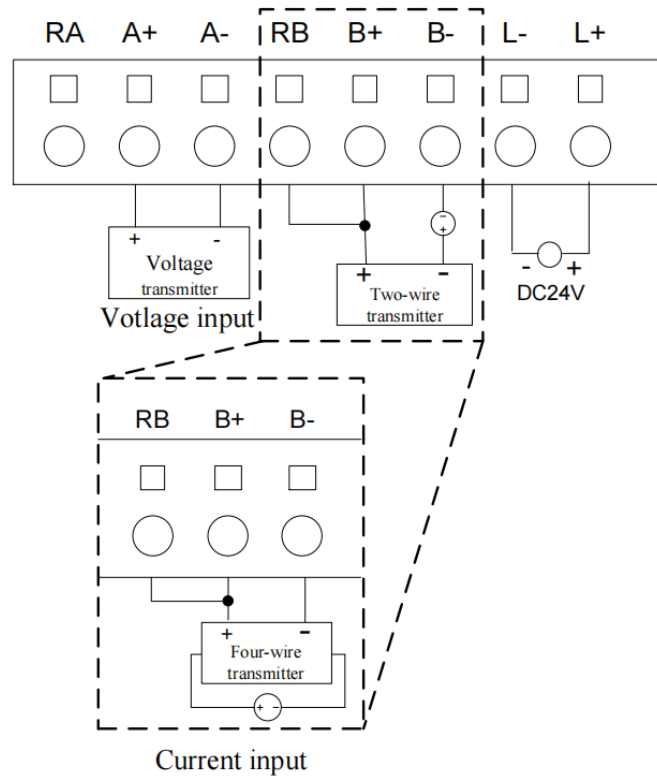 RA A+ A- RB B+ B- L- L+
+ -
Voltage
transmitter
Votlage input
-
+
+ -
Two-wire
transmitter
- +
DC24V
RB B+ B-
+ -
Four-wire
transmitter
+ -
Current input